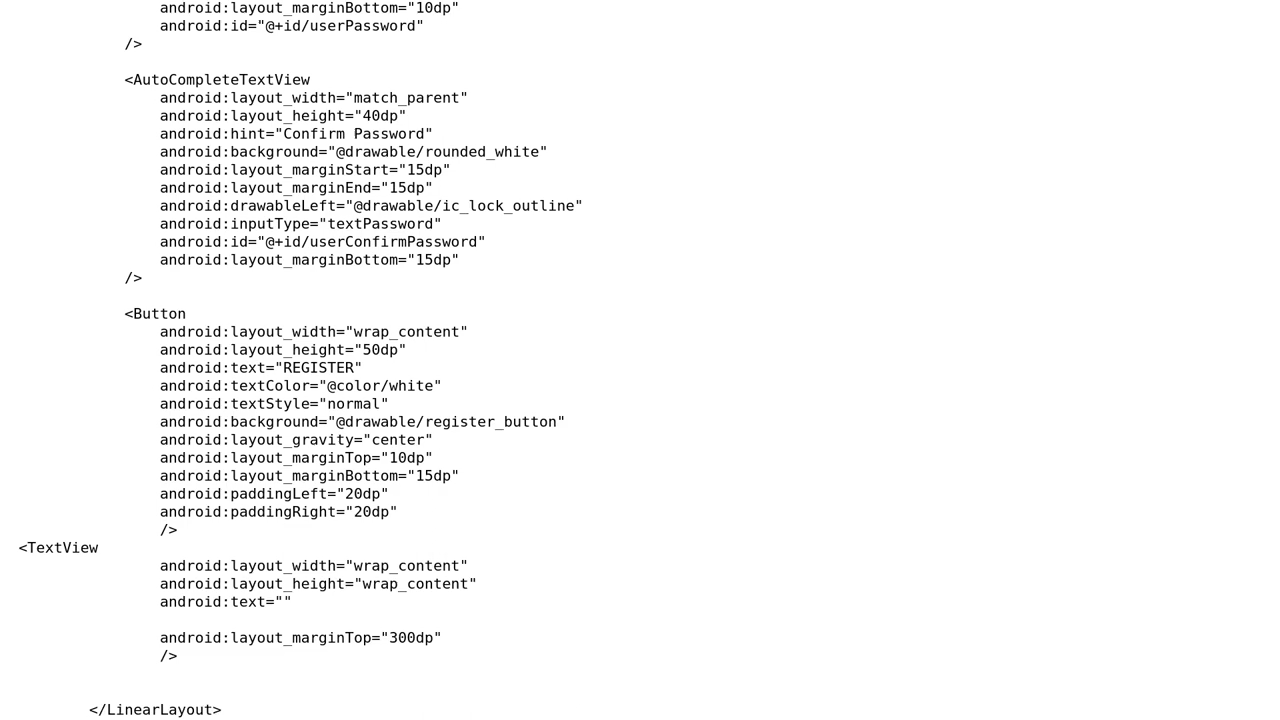 android:layout_marginBottom="10dp"
android:id="@+id/userPassword"
/>
<AutoCompleteTextView
android:layout_width="match_parent"
android:layout_height="40dp"
android:hint="Confirm Password"
android:background="@drawable/rounded_white"
android:layout_marginStart="15dp"
android:layout_marginEnd="15dp"
android:drawableLeft="@drawable/ic_lock_outline"
android:inputType="textPassword"
android:id="@+id/userConfirmPassword"
android:layout_marginBottom="15dp"
/>
<Button
android:layout_width="wrap_content"
android:layout_height="50dp"
android:text="REGISTER"
android:textColor="@color/white"
android:textStyle="normal"
android:background="@drawable/register_button"
android:layout_gravity="center"
android:layout_marginTop="10dp"
android:layout_marginBottom="15dp"
android:paddingLeft="20dp"
android:paddingRight="20dp"
/>
<TextView
android:layout_width="wrap_content"
android:layout_height="wrap_content"
android:text=""
android:layout_marginTop="300dp"
/>
</LinearLayout>